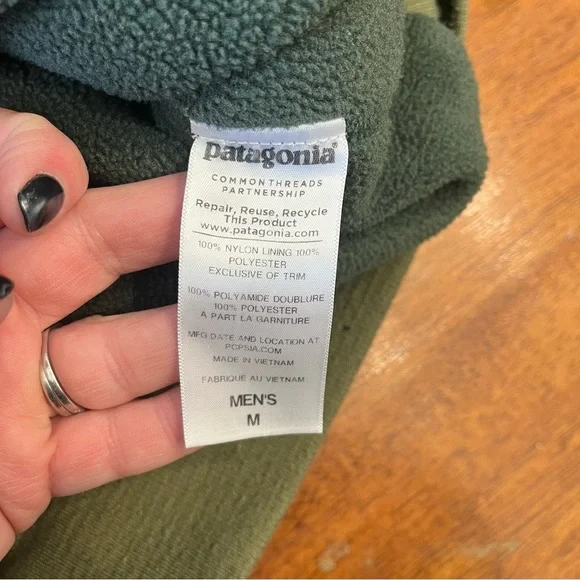 patagonia®
COMMONTHREADS
PARTNERSHIP
Repair, Reuse, Recycle
This Product
www.patagonia.com
100% NYLON LINING 100%
POLYESTER
EXCLUSIVE OF TRIM
100% POLYAMIDE DOUBLURE
100% POLYESTER
A PART LA GARNITURE
MFG DATE AND LOCATION AT
PCPSIA.COM
MADE IN VIETNAM
FABRIQUE AU VIETNAM
MEN'S
M